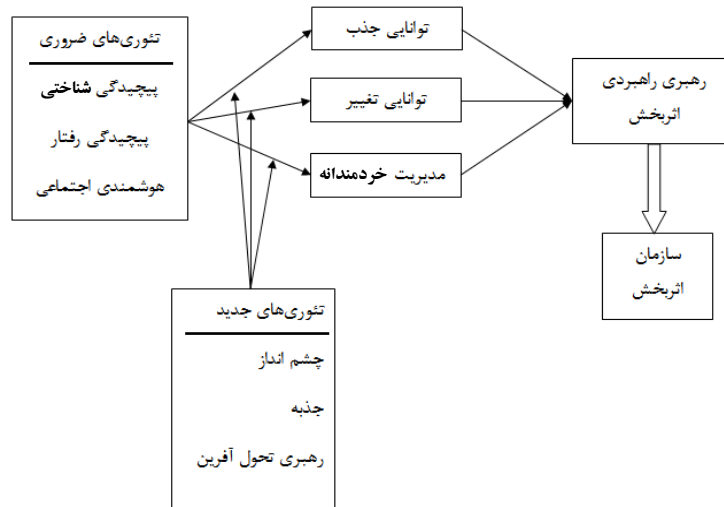 تئوری‌های ضروری
پیچیدگی شناختی
پیچیدگی رفتار
هوشمندی اجتماعی
توانایی جذب
توانایی تغییر
مدیریت خردمندانه
رهبری راهبردی
اثربخش
سازمان
اثربخش
تئوری‌های جدید
چشم انداز
جذبه
رهبری تحول آفرین